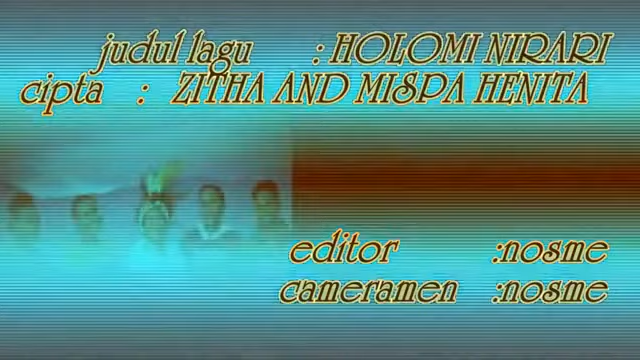 judul lagu : HOLOMI NIRARI
cipta : ZITHA AND MISPA HENITA
editor :nosme
cameramen :nosme